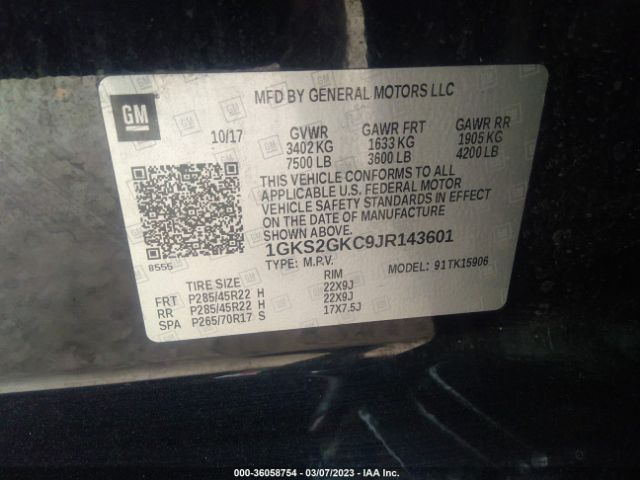 GM
MFD BY GENERAL MOTORS LLC
10/17 GVWR GAWR FRT GAWR RR
3402 KG 1633 KG 1905 KG
7500 LB 3600 LB 4200 LB
THIS VEHICLE CONFORMS TO ALL
APPLICABLE U.S. FEDERAL MOTOR
VEHICLE SAFETY STANDARDS IN EFFECT
ON THE DATE OF MANUFACTURE
SHOWN ABOVE.
8555
1GKS2GKC9JR143601
TYPE: M.P.V. MODEL: 91TK15906
TIRE SIZE RIM
FRT P285/45R22 H 22X9J
RR P285/45R22 H 22X9J
SPA P265/70R17 S 17X7.5J
000-36058754 — 03/07/2023 — IAA Inc.